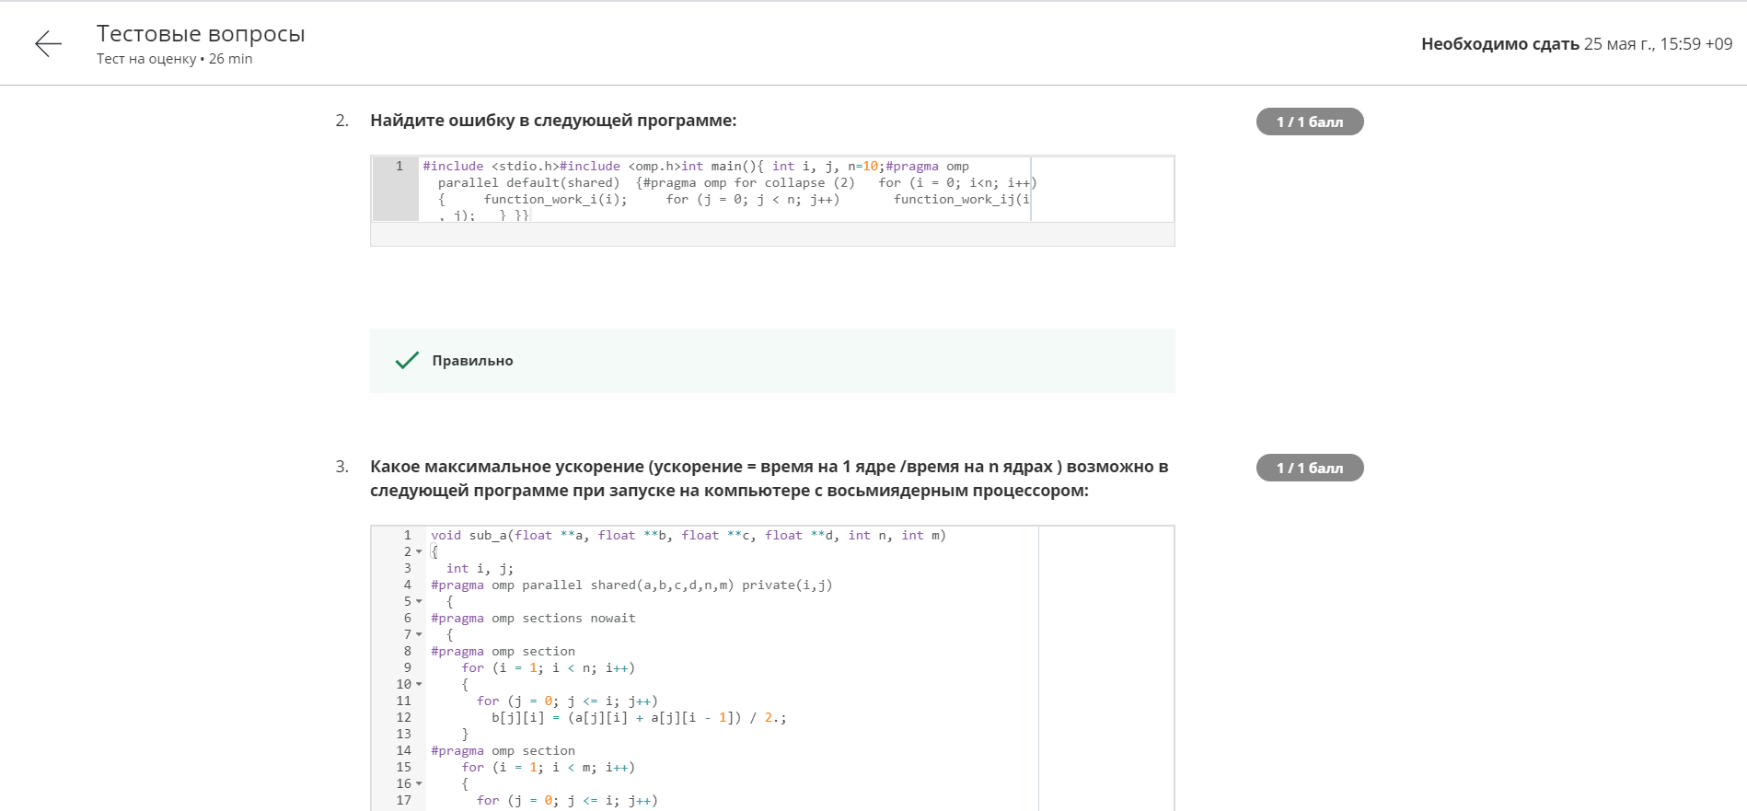 Тестовые вопросы
Тест на оценку • 26 min
Необходимо сдать 25 мая г., 15:59 +09
2. Найдите ошибку в следующей программе:
1 / 1 балл
1 #include <stdio.h>#include <omp.h>int main(){ int i, j, n=10;#pragma omp
parallel default(shared) {#pragma omp for collapse (2) for (i = 0; i<n; i++)
{ function_work_i(i); for (j = 0; j < n; j++) function_work_ij(i
, j); } }}
Правильно
3. Какое максимальное ускорение (ускорение = время на 1 ядре /время на n ядрах ) возможно в
следующей программе при запуске на компьютере с восьмиядерным процессором:
1 / 1 балл
1 void sub_a(float **a, float **b, float **c, float **d, int n, int m)
2 {
3 int i, j;
4 #pragma omp parallel shared(a,b,c,d,n,m) private(i,j)
5 {
6 #pragma omp sections nowait
7 {
8 #pragma omp section
9 for (i = 1; i < n; i++)
10 {
11 for (j = 0; j <= i; j++)
12 b[j][i] = (a[j][i] + a[j][i - 1]) / 2.;
13 }
14 #pragma omp section
15 for (i = 1; i < m; i++)
16 {
17 for (j = 0; j <= i; j++)